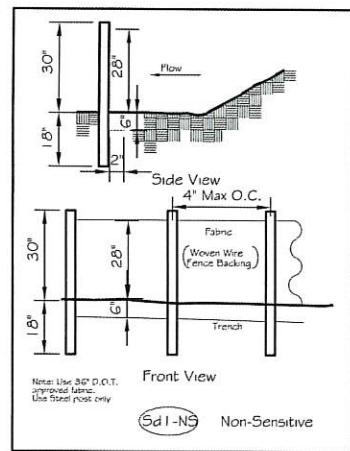 30"
28"
Flow
6"
18"
2"
Side View
4" Max O.C.
30"
28"
Fabric
(Woven Wire
Fence Backing)
6"
18"
Trench
Front View
Note: Use 36" D.O.T.
approved fabric.
Use Steel post only
Sd1-NS Non-Sensitive